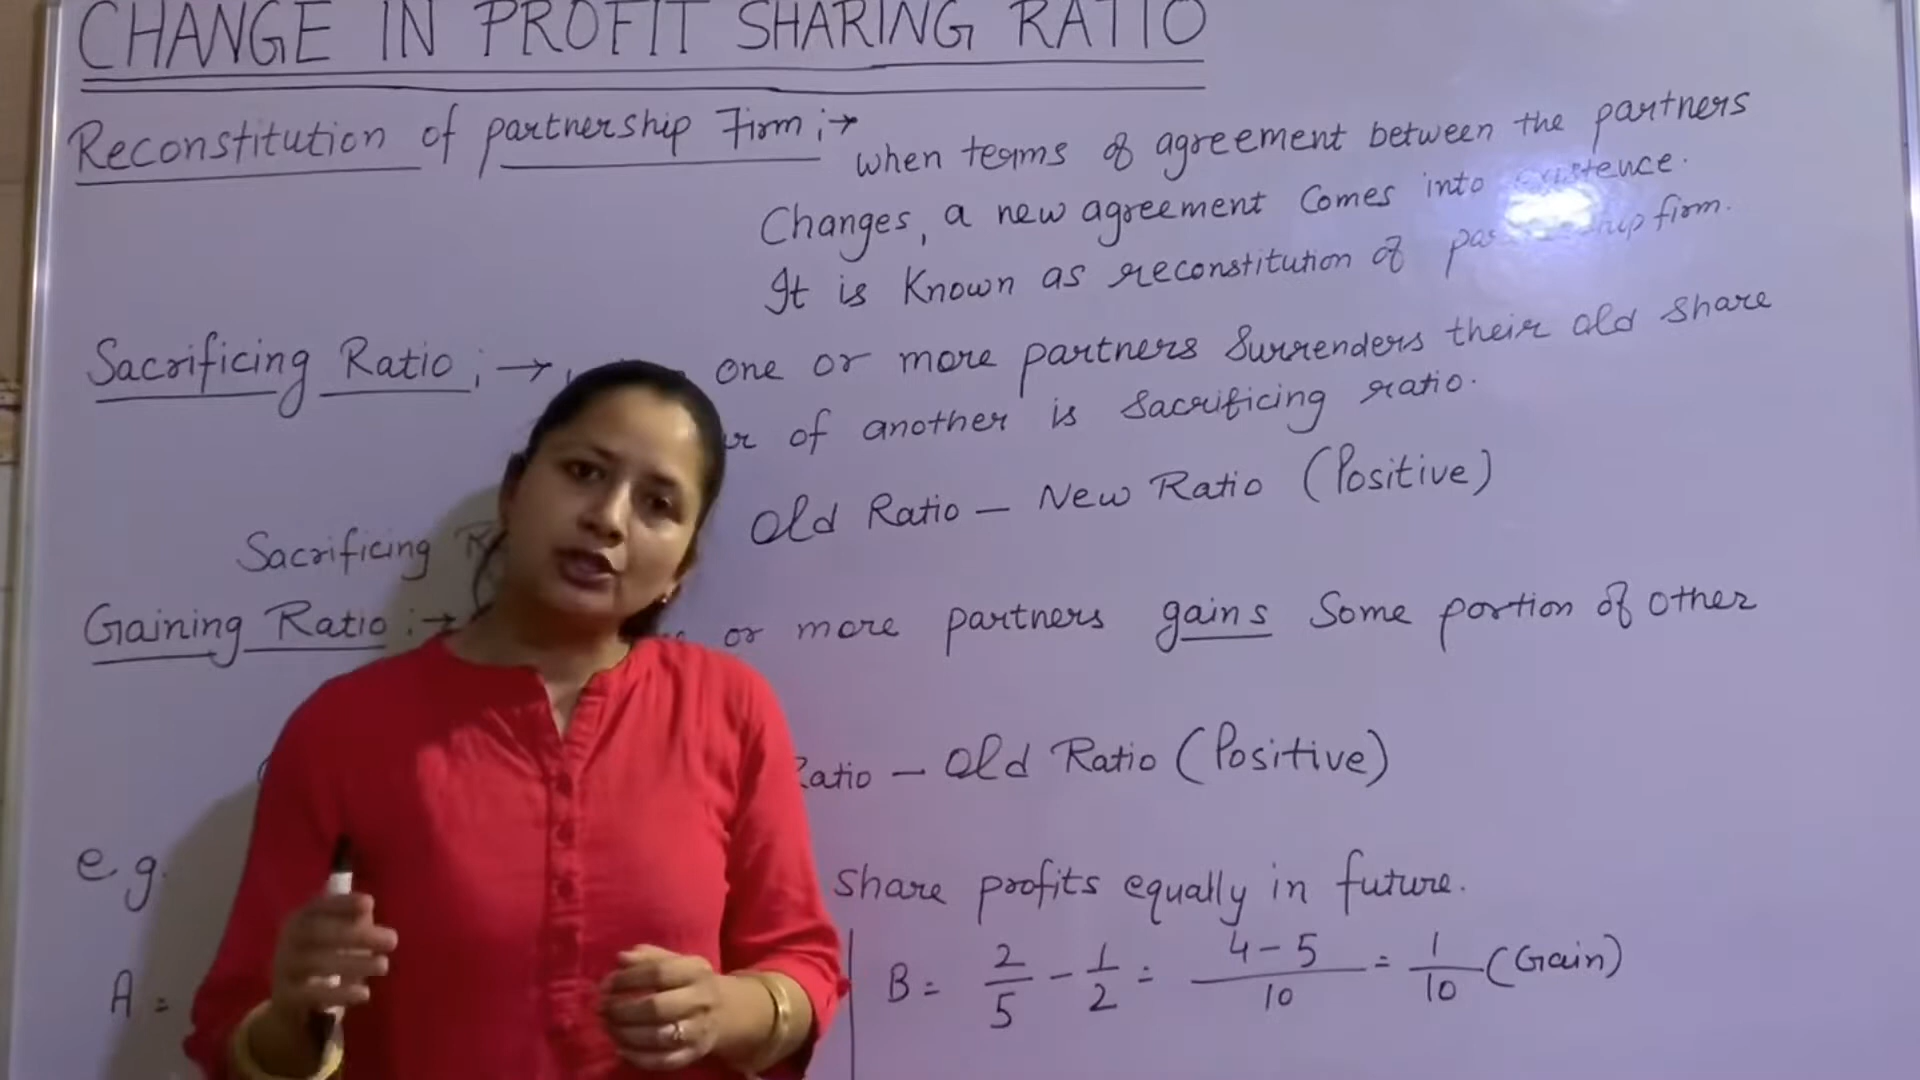 CHANGE IN PROFIT SHARING RATIO
Reconstitution of partnership Firm :→
when terms of agreement between the partners
Changes, a new agreement Comes into existence.
It is Known as reconstitution of partnership firm.
Sacrificing Ratio :→ one or more partners Surrenders their old share
of another is Sacrificing ratio.
Sacrificing Old Ratio — New Ratio (Positive)
Gaining Ratio :→ or more partners gains Some portion of other
Ratio — Old Ratio (Positive)
e.g. share profits equally in future.
A = B = 2/5 - 1/2 = 4-5/10 = 1/10 (Gain)